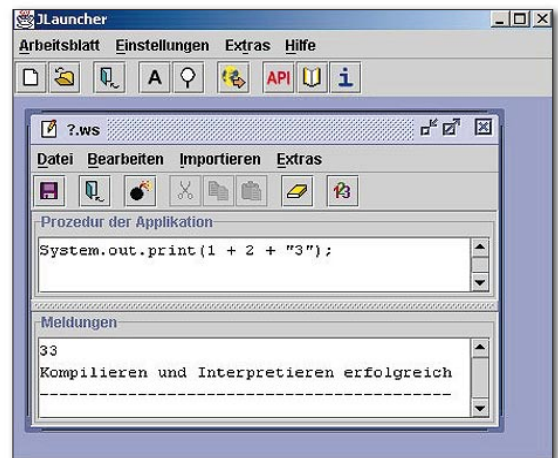 JLauncher
Arbeitsblatt Einstellungen Extras Hilfe
A API i
?.ws
Datei Bearbeiten Importieren Extras
123
Prozedur der Applikation
System.out.print(1 + 2 + "3");
Meldungen
33
Kompilieren und Interpretieren erfolgreich
------------------------------------------